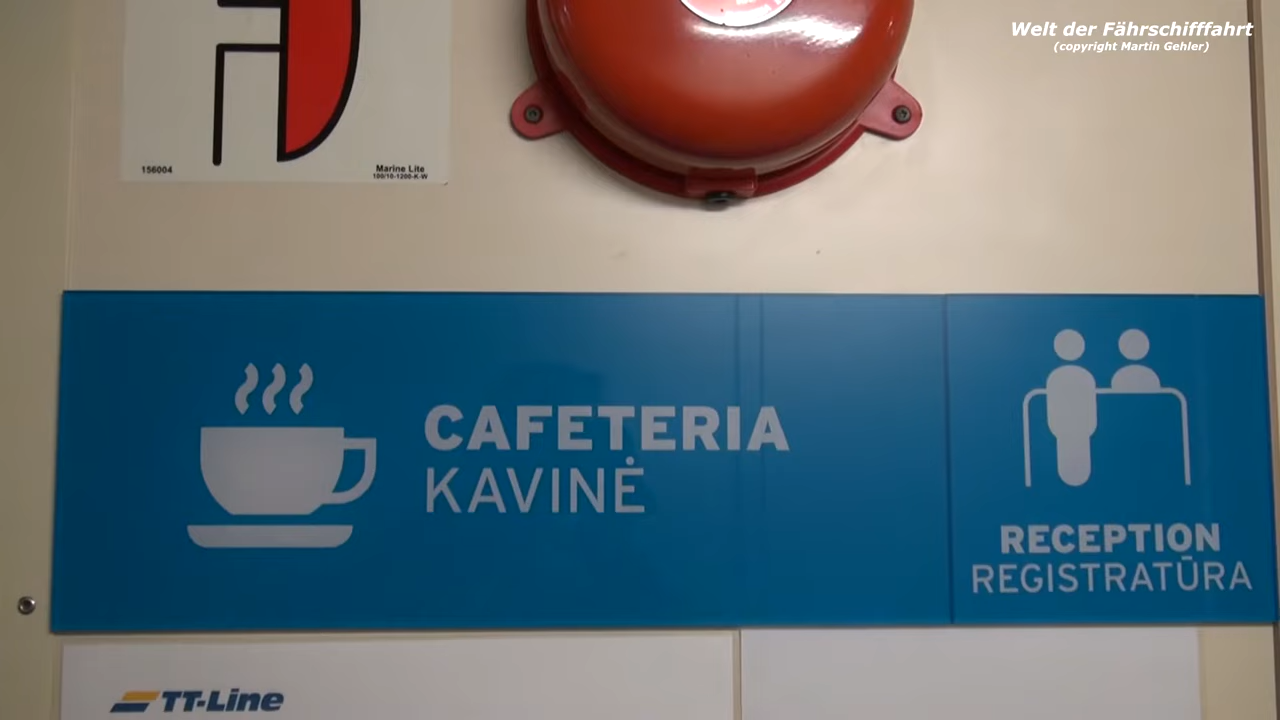 Welt der Fährschifffahrt
(copyright Martin Gehler)
156004
Marine Lite
100/10-1200-K-W
CAFETERIA
KAVINĖ
RECEPTION
REGISTRATŪRA
TT-Line